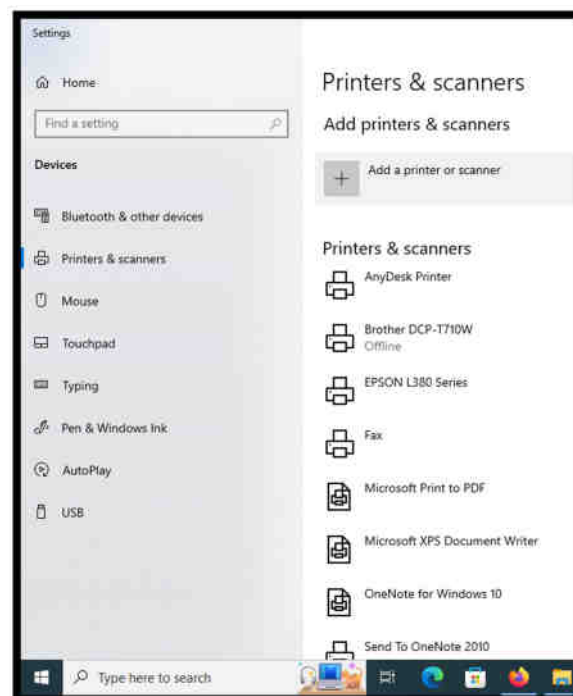 Settings
Home
Find a setting
Devices
Bluetooth & other devices
Printers & scanners
Mouse
Touchpad
Typing
Pen & Windows Ink
AutoPlay
USB
Printers & scanners
Add printers & scanners
Add a printer or scanner
Printers & scanners
AnyDesk Printer
Brother DCP-T710W
Offline
EPSON L380 Series
Fax
Microsoft Print to PDF
Microsoft XPS Document Writer
OneNote for Windows 10
Send To OneNote 2010
Type here to search